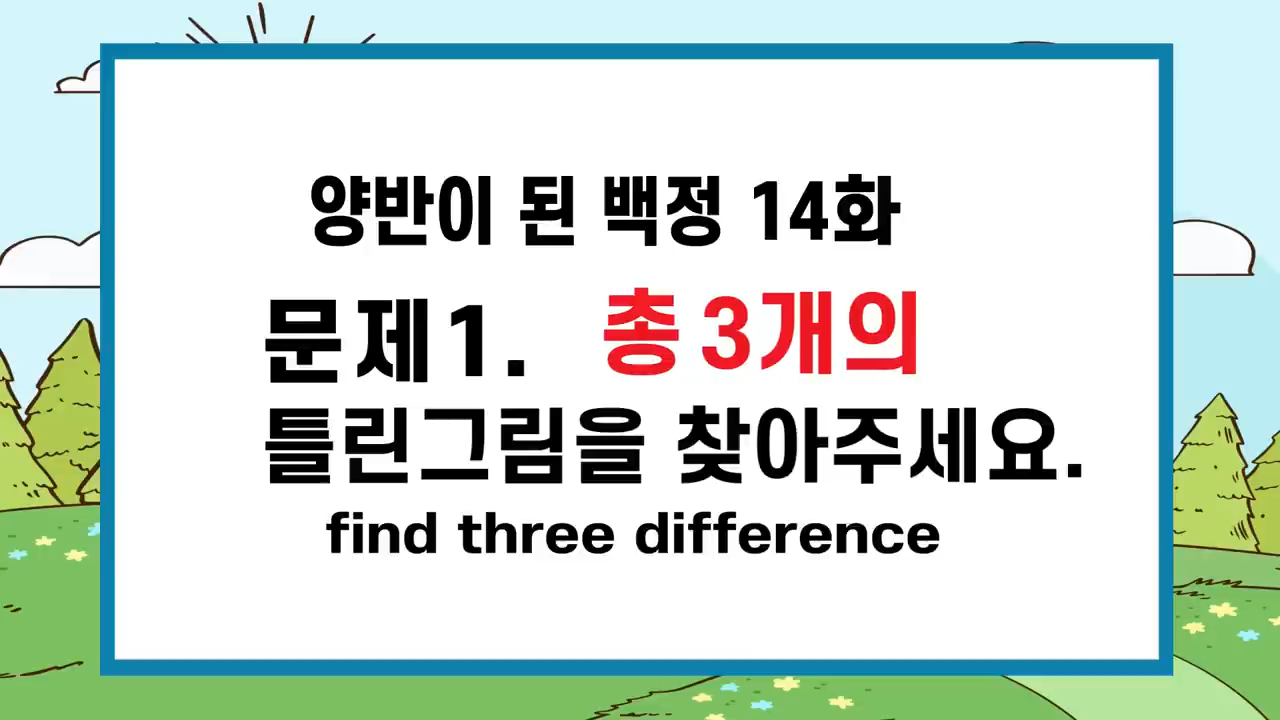 양반이 된 백정 14화
문제1. 총 3개의
틀린그림을 찾아주세요.
find three difference